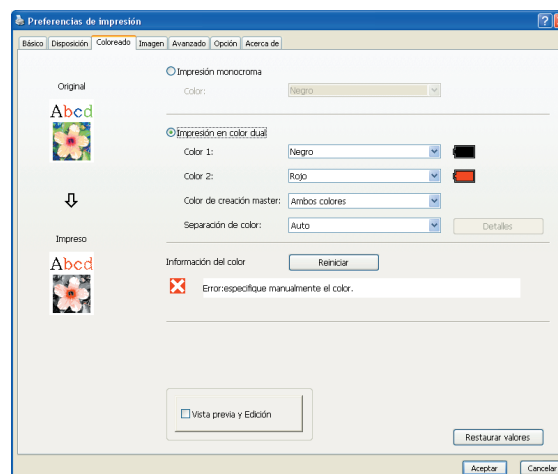 Preferencias de impresión
Básico Disposición Coloreado Imagen Avanzado Opción Acerca de
Original
Abcd
Impreso
Abcd
Impresión monocroma
Color: Negro
Impresión en color dual
Color 1: Negro
Color 2: Rojo
Color de creación master: Ambos colores
Separación de color: Auto Detalles
Información del color Reiniciar
Error:especifique manualmente el color.
Vista previa y Edición
Restaurar valores
Aceptar Cancelar